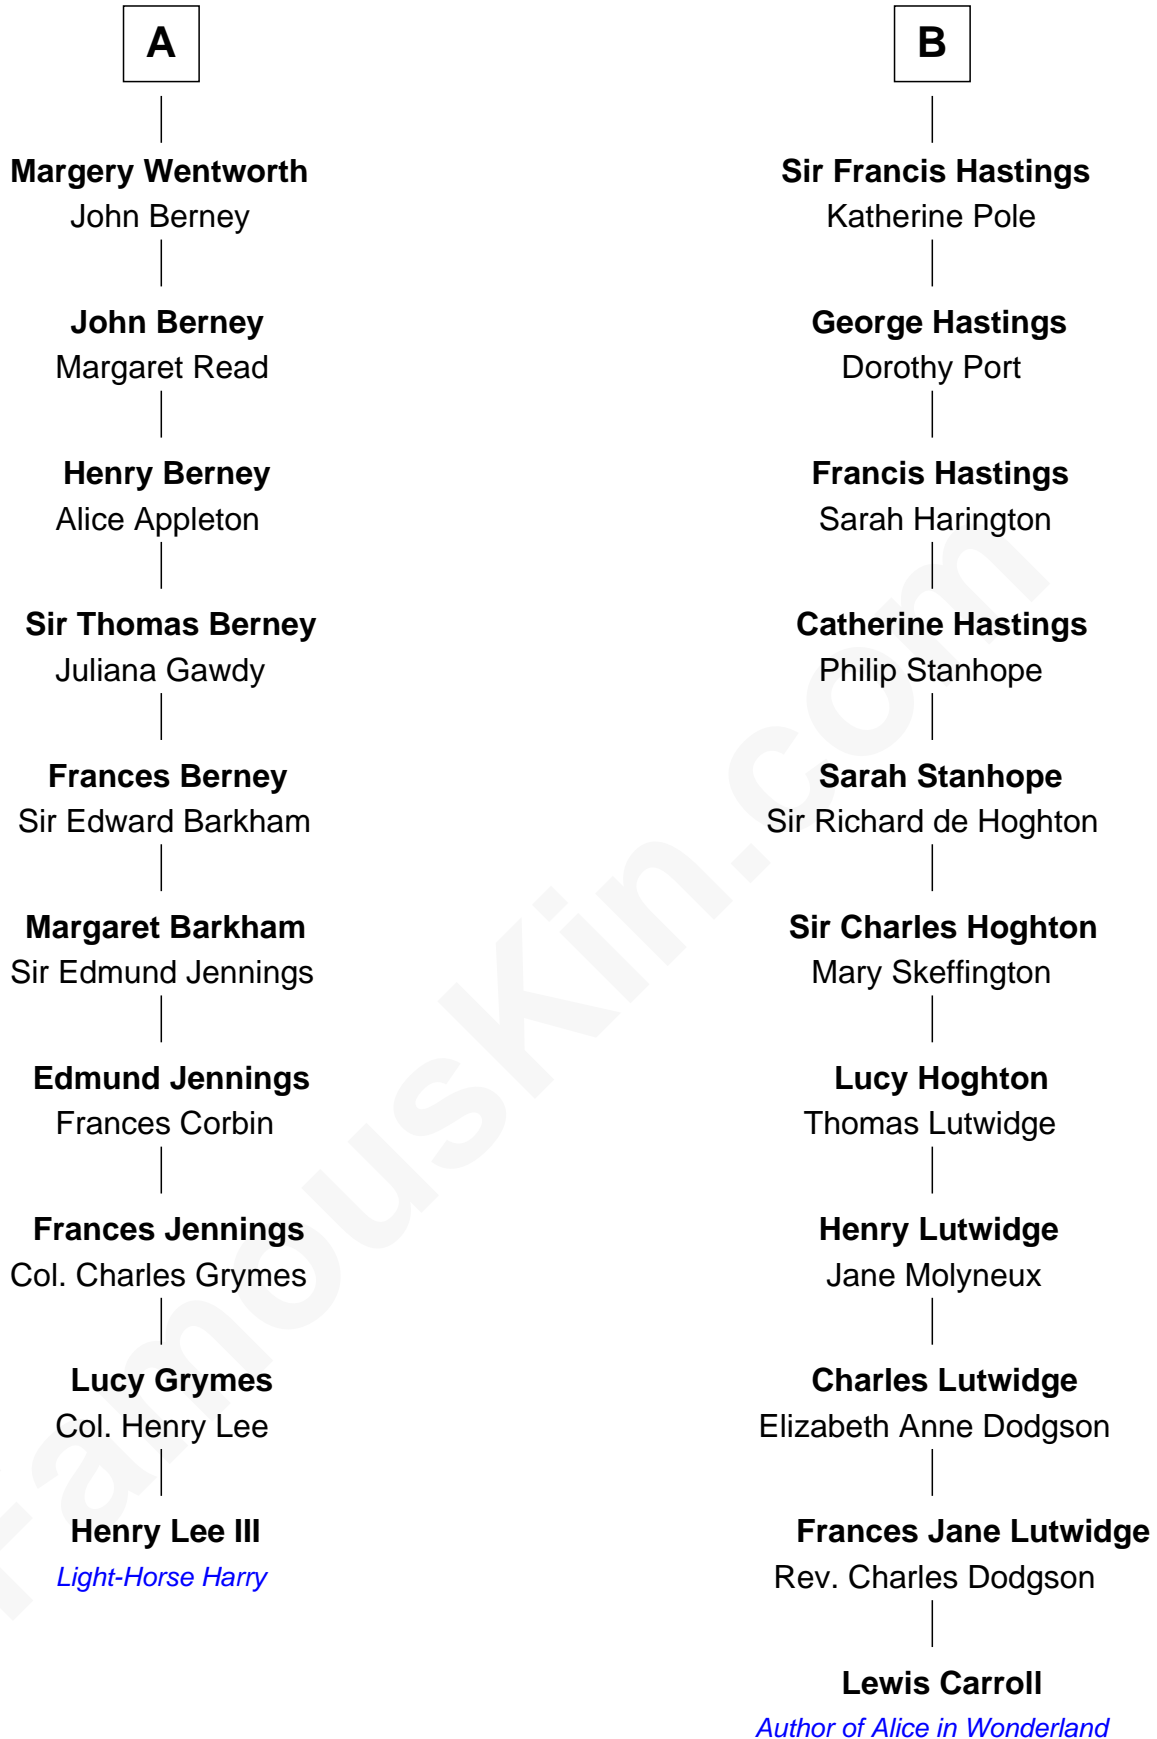 A
Margery Wentworth
John Berney
John Berney
Margaret Read
Henry Berney
Alice Appleton
Sir Thomas Berney
Juliana Gawdy
Frances Berney
Sir Edward Barkham
Margaret Barkham
Sir Edmund Jennings
Edmund Jennings
Frances Corbin
Frances Jennings
Col. Charles Grymes
Lucy Grymes
Col. Henry Lee
Henry Lee III
Light-Horse Harry
B
Sir Francis Hastings
Katherine Pole
George Hastings
Dorothy Port
Francis Hastings
Sarah Harington
Catherine Hastings
Philip Stanhope
Sarah Stanhope
Sir Richard de Hoghton
Sir Charles Hoghton
Mary Skeffington
Lucy Hoghton
Thomas Lutwidge
Henry Lutwidge
Jane Molyneux
Charles Lutwidge
Elizabeth Anne Dodgson
Frances Jane Lutwidge
Rev. Charles Dodgson
Lewis Carroll
Author of Alice in Wonderland
FamousKin.com